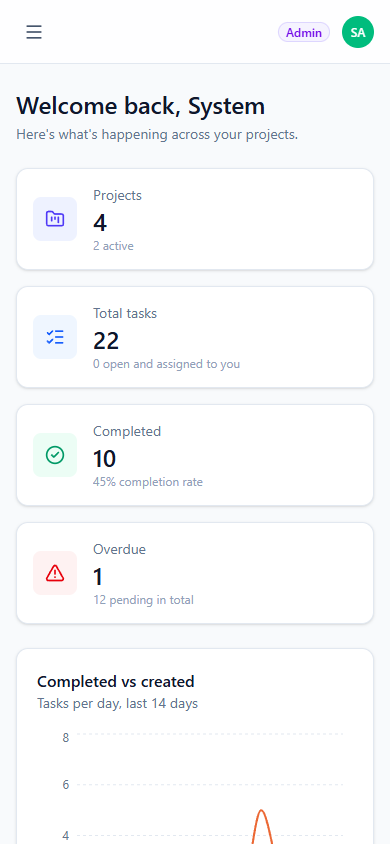 Admin
SA
Welcome back, System
Here's what's happening across your projects.
Projects
4
2 active
Total tasks
22
0 open and assigned to you
Completed
10
45% completion rate
Overdue
1
12 pending in total
Completed vs created
Tasks per day, last 14 days
8
6
4